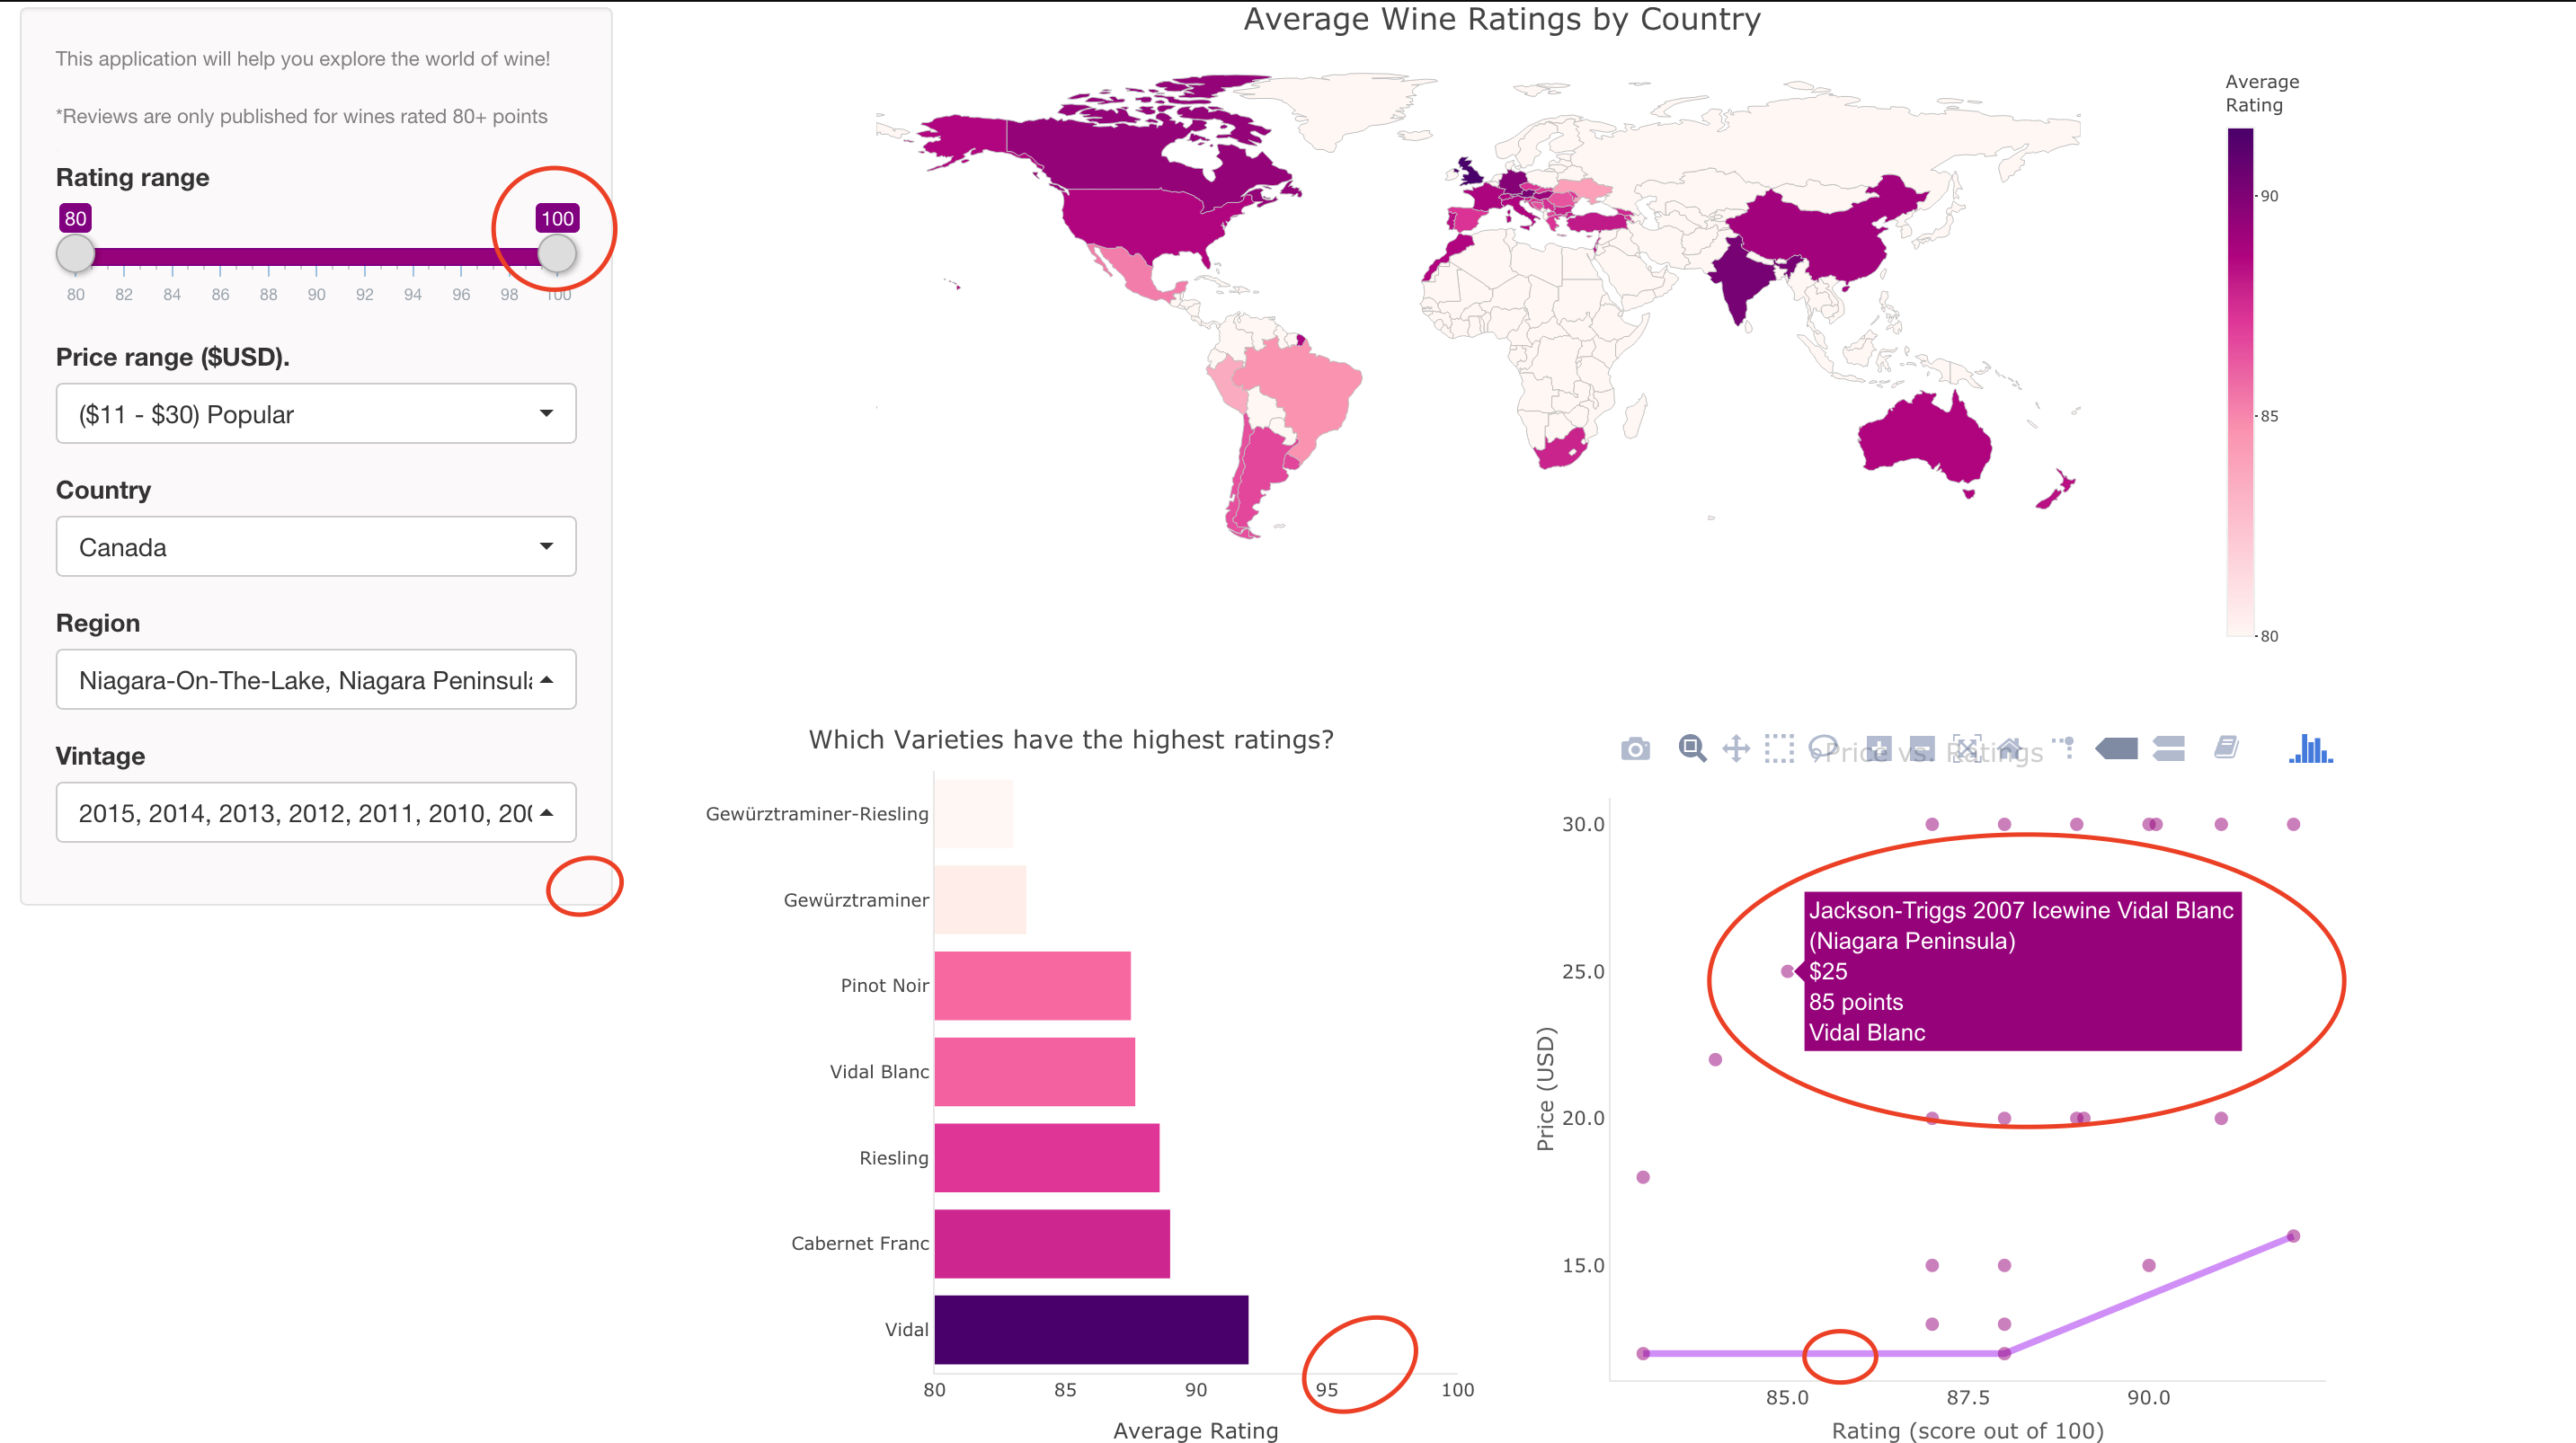 This application will help you explore the world of wine!
*Reviews are only published for wines rated 80+ points
Rating range
80 100
80 82 84 86 88 90 92 94 96 98 100
Price range ($USD).
($11 - $30) Popular
Country
Canada
Region
Niagara-On-The-Lake, Niagara Peninsula
Vintage
2015, 2014, 2013, 2012, 2011, 2010, 200
Average Wine Ratings by Country
Average
Rating
90
85
80
Which Varieties have the highest ratings?
Gewürztraminer-Riesling
Gewürztraminer
Pinot Noir
Vidal Blanc
Riesling
Cabernet Franc
Vidal
80 85 90 95 100
Average Rating
Price vs. Ratings
30.0
25.0
20.0
15.0
Price (USD)
Jackson-Triggs 2007 Icewine Vidal Blanc
(Niagara Peninsula)
$25
85 points
Vidal Blanc
85.0 87.5 90.0
Rating (score out of 100)